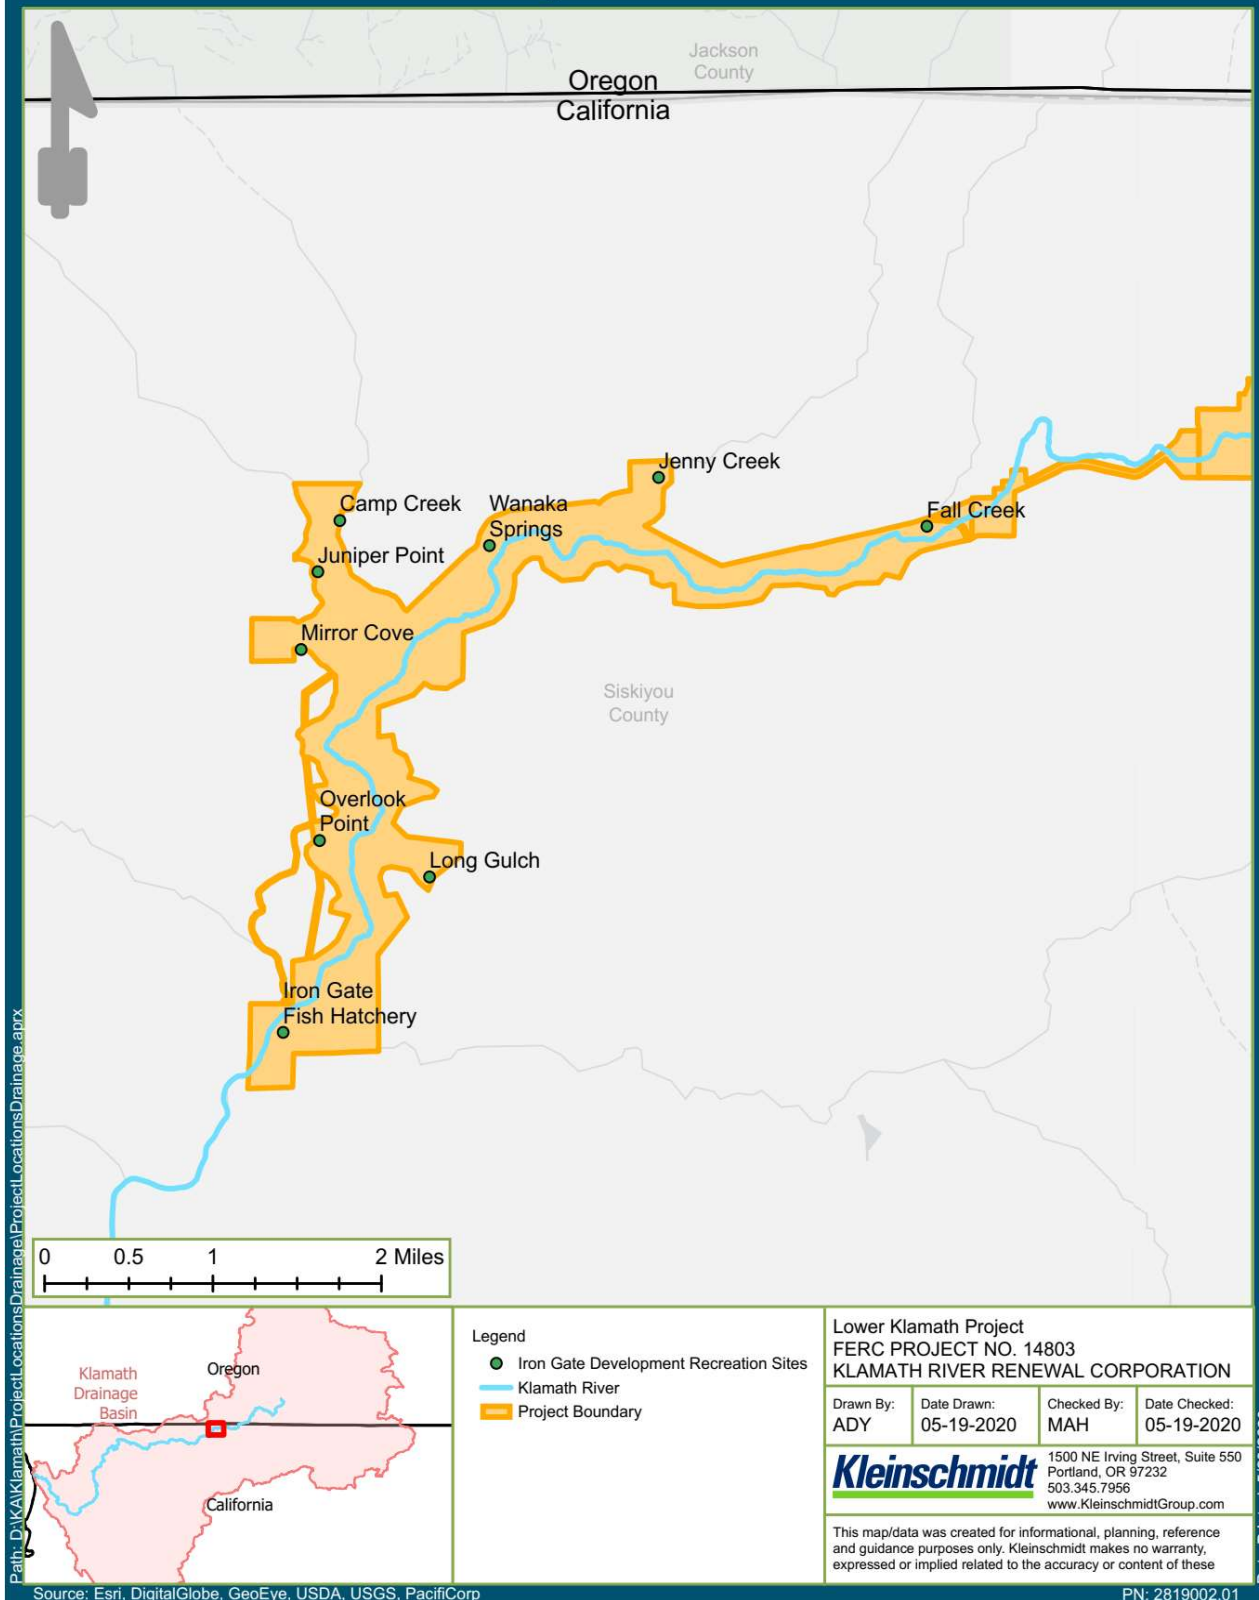 Jackson
County
Oregon
California
Jenny Creek
Camp Creek
Wanaka
Springs
Fall Creek
Juniper Point
Mirror Cove
Siskiyou
County
Overlook
Point
Long Gulch
Iron Gate
Fish Hatchery
0 0.5 1 2 Miles
Path: D:\KA\Klamath\ProjectLocationsDrainage\ProjectLocationsDrainage.aprx
Klamath
Drainage
Basin
Oregon
California
Legend
Iron Gate Development Recreation Sites
Klamath River
Project Boundary
Lower Klamath Project
FERC PROJECT NO. 14803
KLAMATH RIVER RENEWAL CORPORATION
Drawn By: Date Drawn: Checked By: Date Checked:
ADY 05-19-2020 MAH 05-19-2020
Kleinschmidt
1500 NE Irving Street, Suite 550
Portland, OR 97232
503.345.7956
www.KleinschmidtGroup.com
This map/data was created for informational, planning, reference
and guidance purposes only. Kleinschmidt makes no warranty,
expressed or implied related to the accuracy or content of these
Source: Esri, DigitalGlobe, GeoEye, USDA, USGS, PacifiCorp
PN: 2819002.01